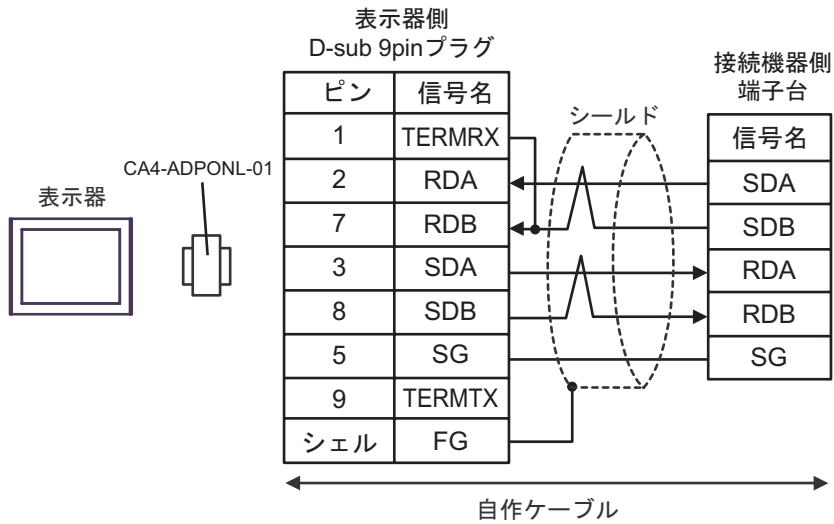 表示器側
D-sub 9pinプラグ
接続機器側
端子台
ピン 信号名
シールド
信号名
1 TERMRX
CA4-ADPONL-01
表示器
2 RDA
SDA
7 RDB
SDB
3 SDA
RDA
8 SDB
RDB
5 SG
SG
9 TERMTX
シェル FG
自作ケーブル